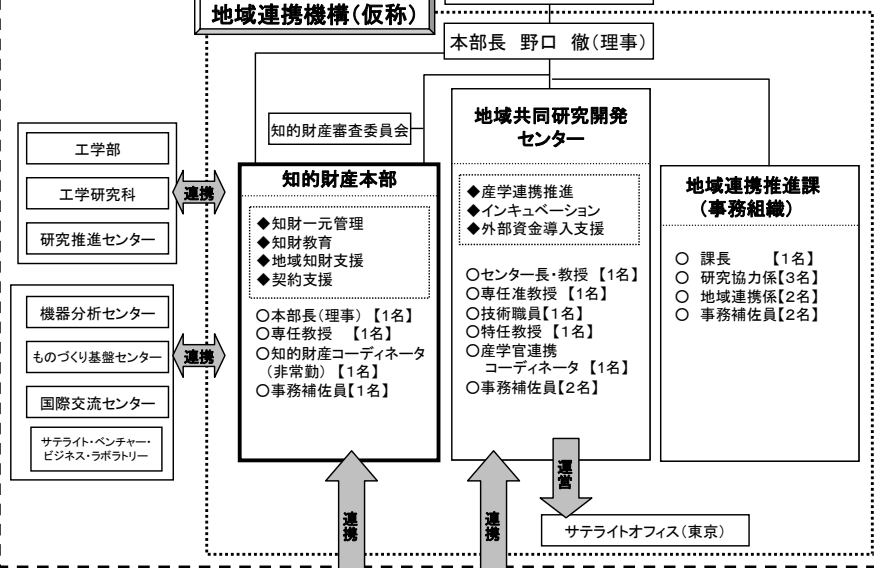 地域連携機構（仮称）
本部長 野口 徹（理事）
知的財産審査委員会
工学部
工学研究科
研究推進センター
連携
機器分析センター
ものづくり基盤センター
国際交流センター
サテライト・ベンチャー・
ビジネス・ラボラトリー
連携
知的財産本部
◆知財一元管理
◆知財教育
◆地域知財支援
◆契約支援
〇本部長（理事）【1名】
〇専任教授 【1名】
〇知的財産コーディネータ
（非常勤）【1名】
〇事務補佐員【1名】
地域共同研究開発
センター
◆産学連携推進
◆インキュベーション
◆外部資金導入支援
〇センター長・教授【1名】
〇専任准教授【1名】
〇技術職員【1名】
〇特任教授【1名】
〇産学官連携
コーディネータ【1名】
〇事務補佐員【2名】
地域連携推進課
（事務組織）
〇 課長 【1名】
〇 研究協力係【3名】
〇 地域連携係【2名】
〇 事務補佐員【2名】
連携
連携
運営
サテライトオフィス（東京）